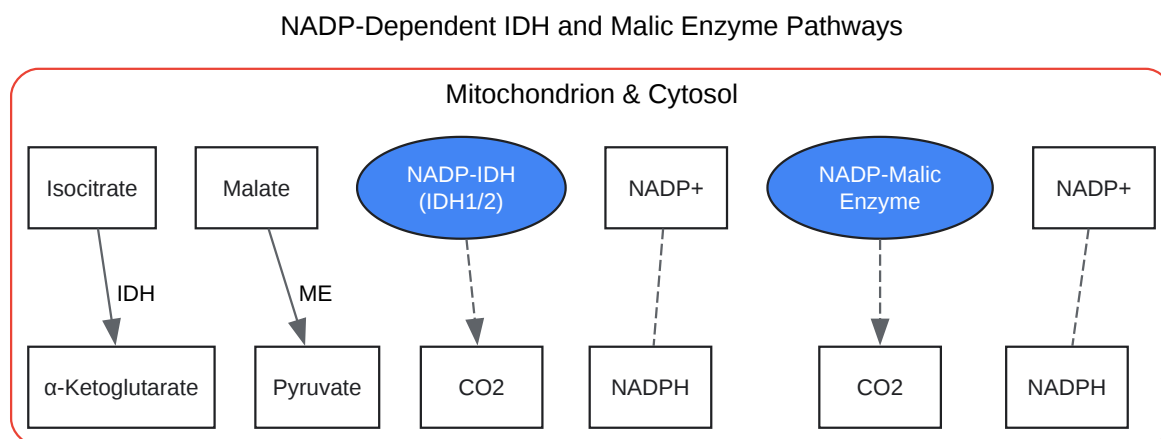 NADP-Dependent IDH and Malic Enzyme Pathways
Mitochondrion & Cytosol
Isocitrate
Malate
NADP-IDH
(IDH1/2)
NADP+
NADP-Malic
Enzyme
NADP+
IDH
ME
α-Ketoglutarate
Pyruvate
CO2
NADPH
CO2
NADPH